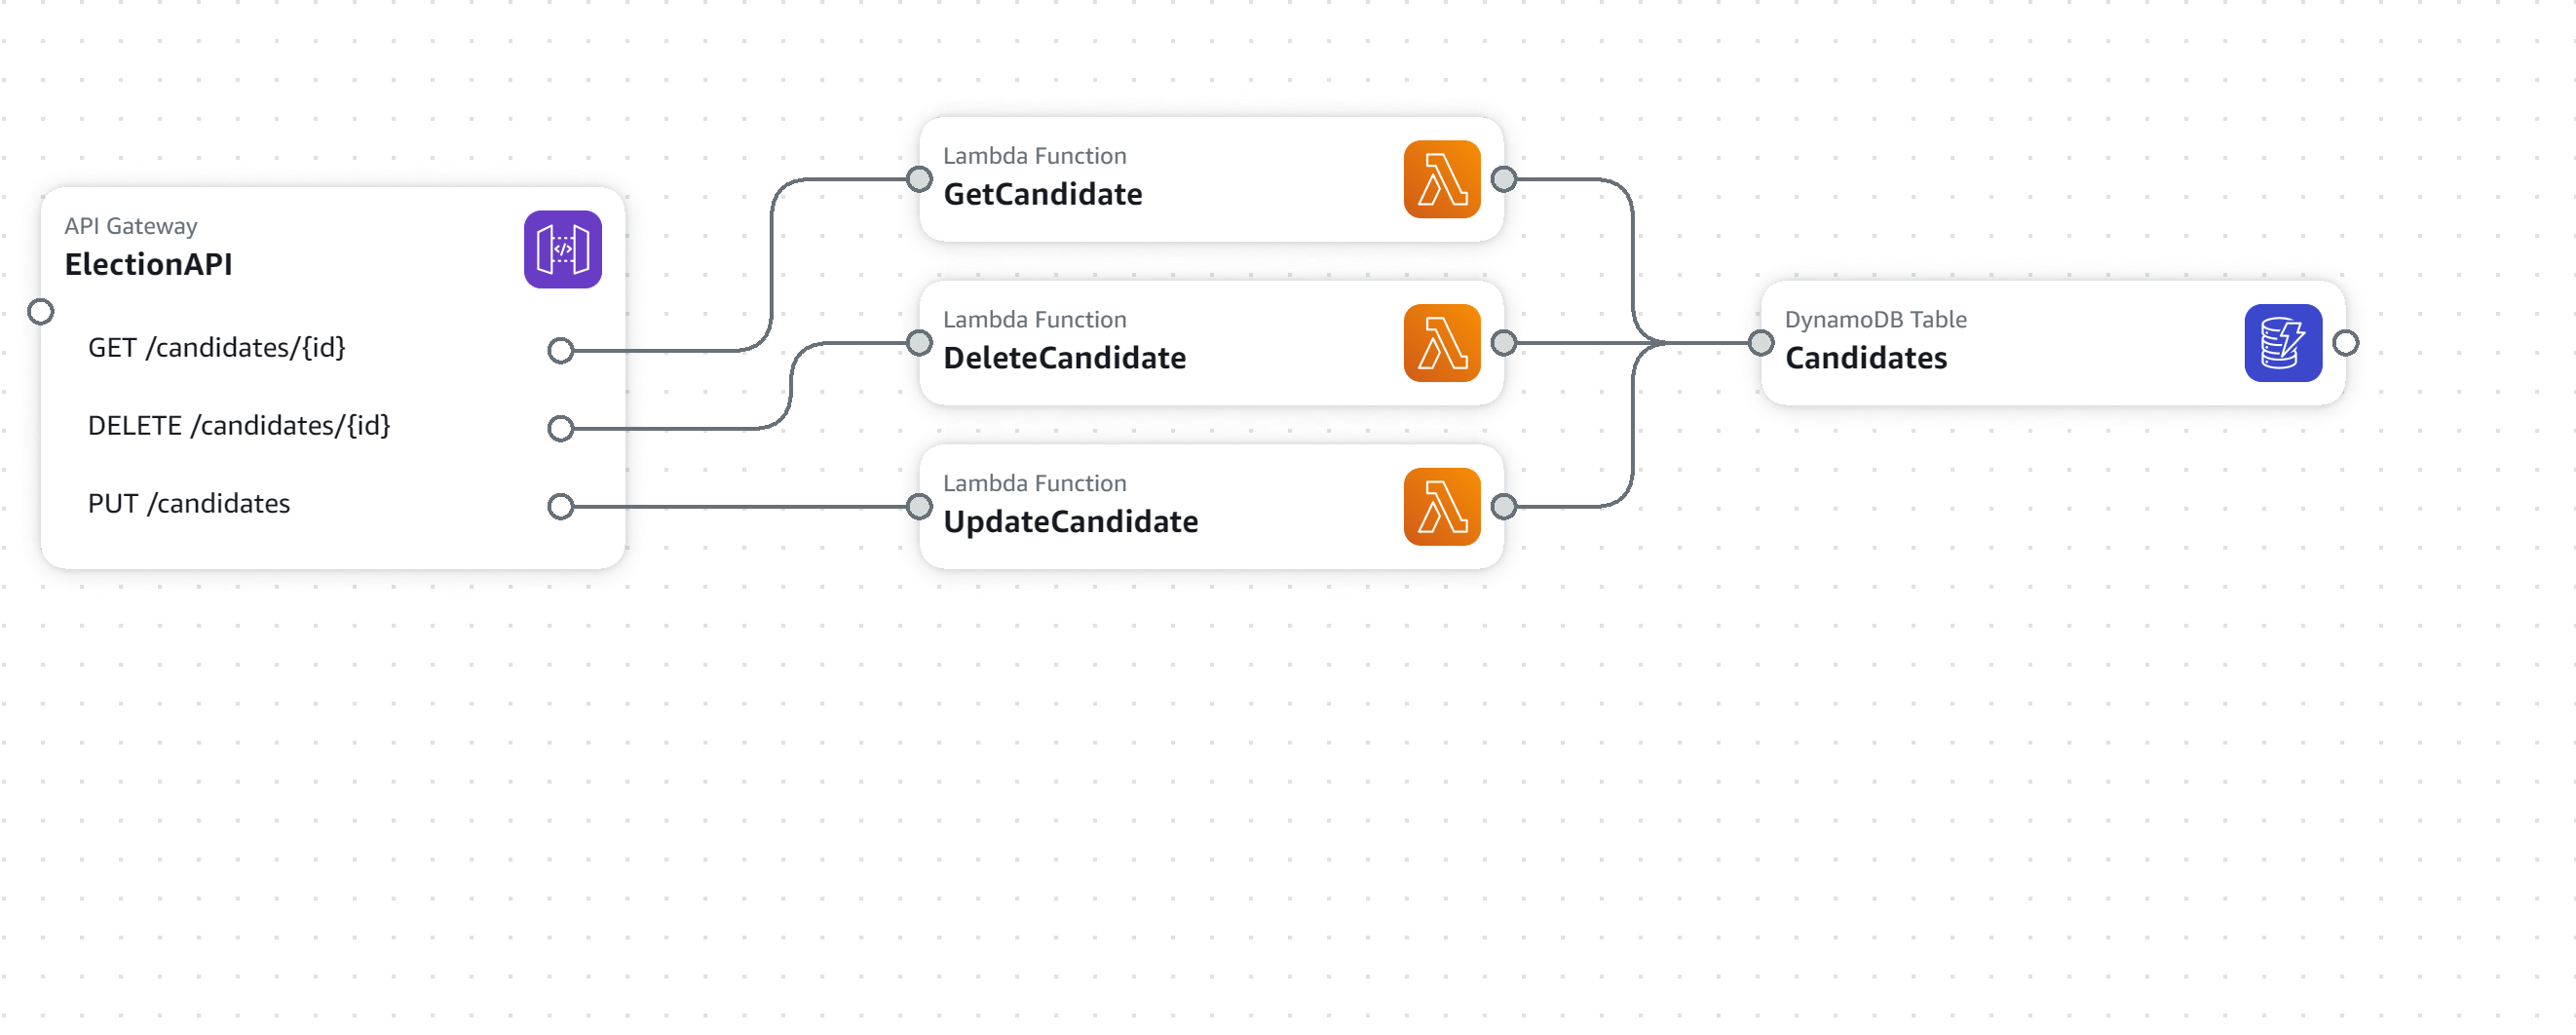 API Gateway
ElectionAPI
</>
GET /candidates/{id}
DELETE /candidates/{id}
PUT /candidates
Lambda Function
GetCandidate
Lambda Function
DeleteCandidate
Lambda Function
UpdateCandidate
DynamoDB Table
Candidates